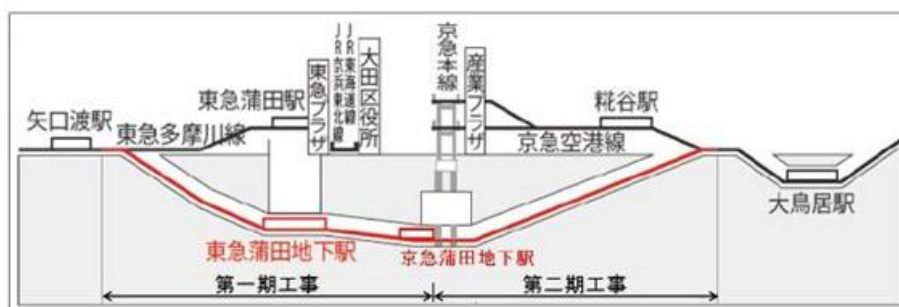 矢口渡駅
東急多摩川線
東急蒲田駅
東急プラザ
JR京浜東北線
JR東海道線
大田区役所
京急本線
産業プラザ
京急空港線
糀谷駅
大鳥居駅
東急蒲田地下駅
京急蒲田地下駅
第一期工事
第二期工事